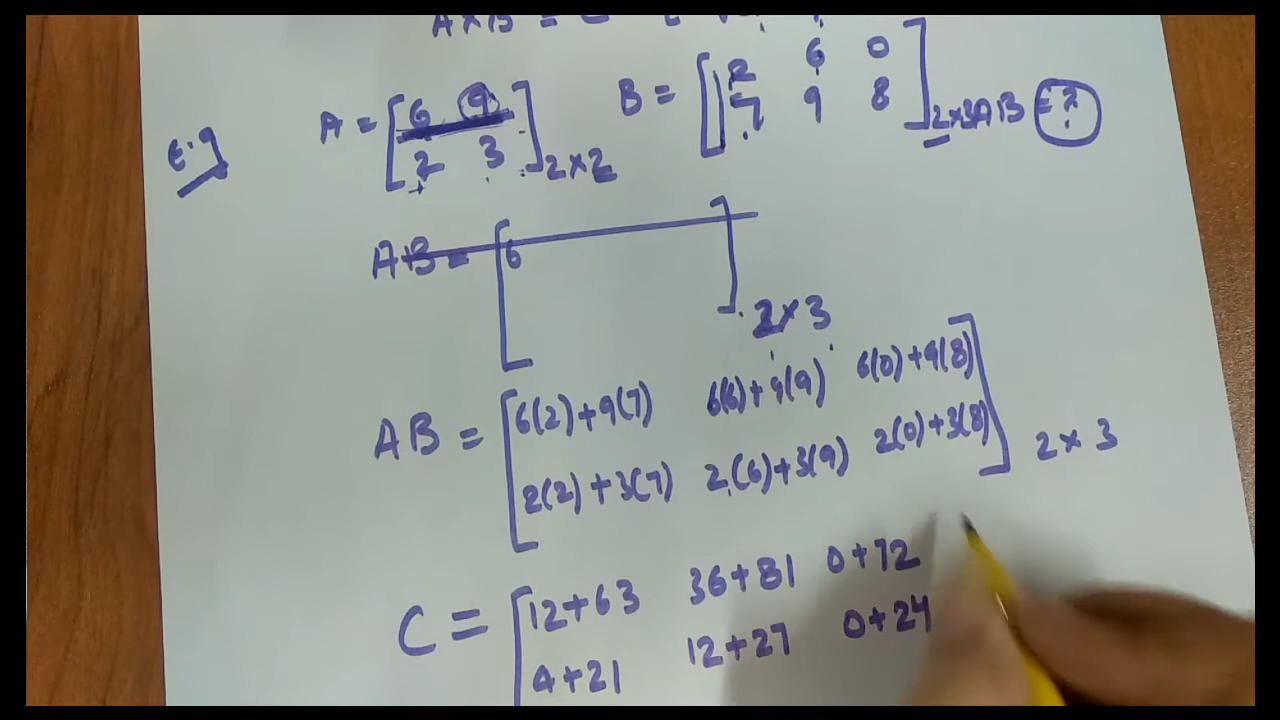 A×B = C
E.g A = [6 9 2 3] 2×2 B = [2 6 0 7 9 8] 2×3 AB = ?
AB = [6 ] 2×3
AB = [6(2)+9(7) 6(6)+9(9) 6(0)+9(8)
2(2)+3(7) 2(6)+3(9) 2(0)+3(8)] 2×3
C = [12+63 36+81 0+72
4+21 12+27 0+24